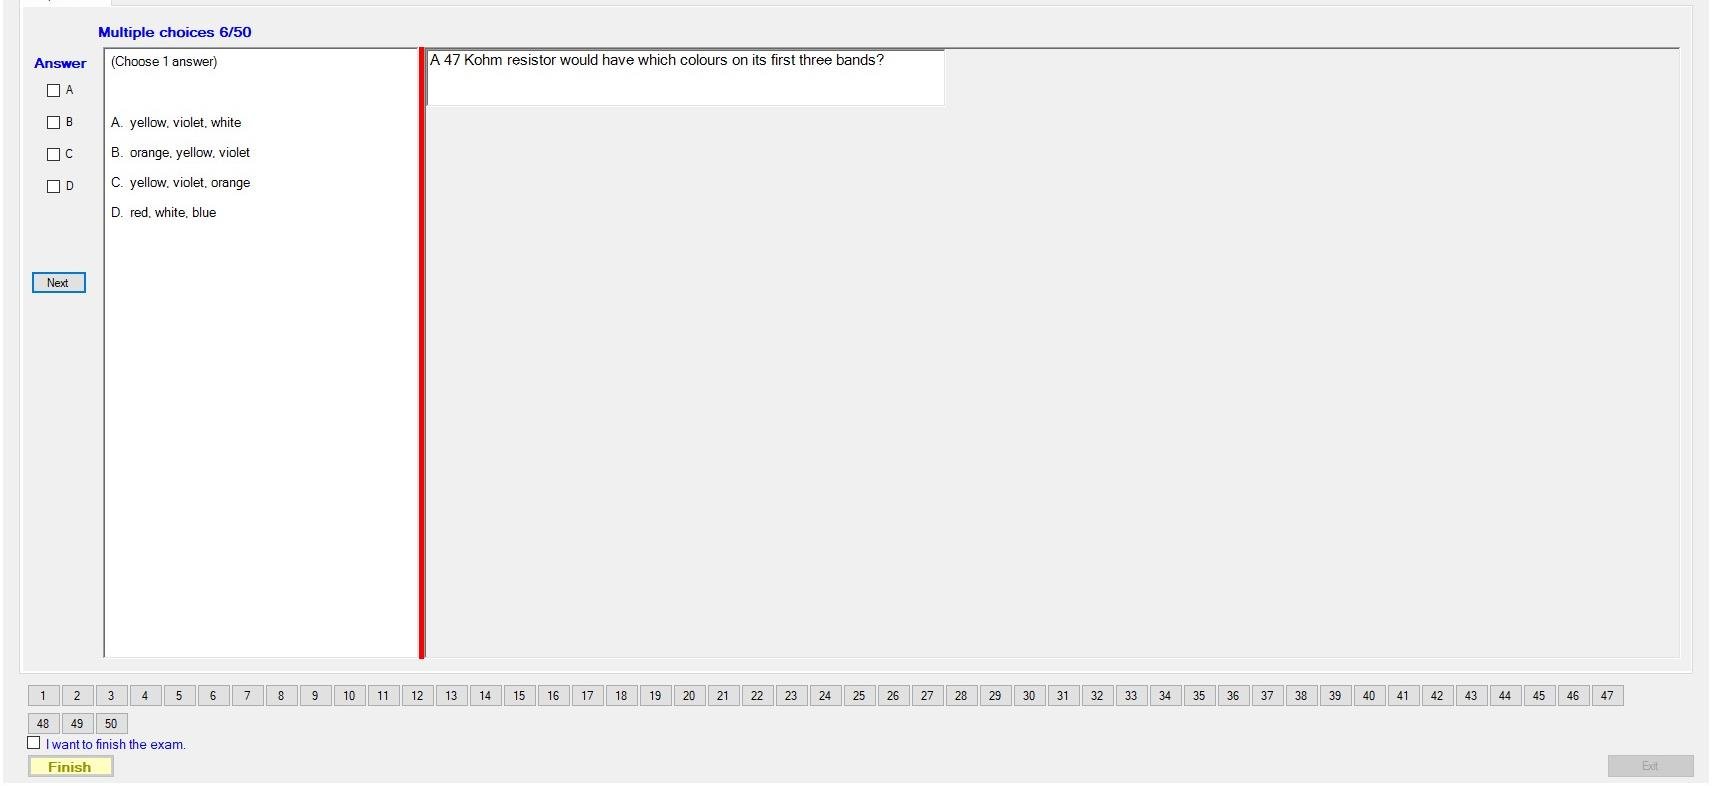 Multiple choices 6/50
Answer
A
B
C
D
Next
(Choose 1 answer)
A. yellow, violet, white
B. orange, yellow, violet
C. yellow, violet, orange
D. red, white, blue
A 47 Kohm resistor would have which colours on its first three bands?
1 2 3 4 5 6 7 8 9 10 11 12 13 14 15 16 17 18 19 20 21 22 23 24 25 26 27 28 29 30 31 32 33 34 35 36 37 38 39 40 41 42 43 44 45 46 47
48 49 50
I want to finish the exam.
Finish
Exit